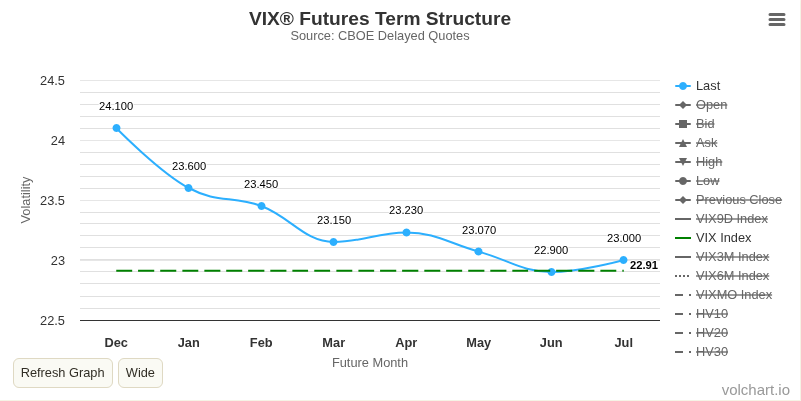 VIX® Futures Term Structure
Source: CBOE Delayed Quotes
24.5
24
23.5
23
22.5
Volatility
24.100
23.600
23.450
23.150
23.230
23.070
22.900
23.000
22.91
Dec Jan Feb Mar Apr May Jun Jul
Future Month
Last
Open
Bid
Ask
High
Low
Previous Close
VIX9D Index
VIX Index
VIX3M Index
VIX6M Index
VIXMO Index
HV10
HV20
HV30
Refresh Graph Wide
volchart.io